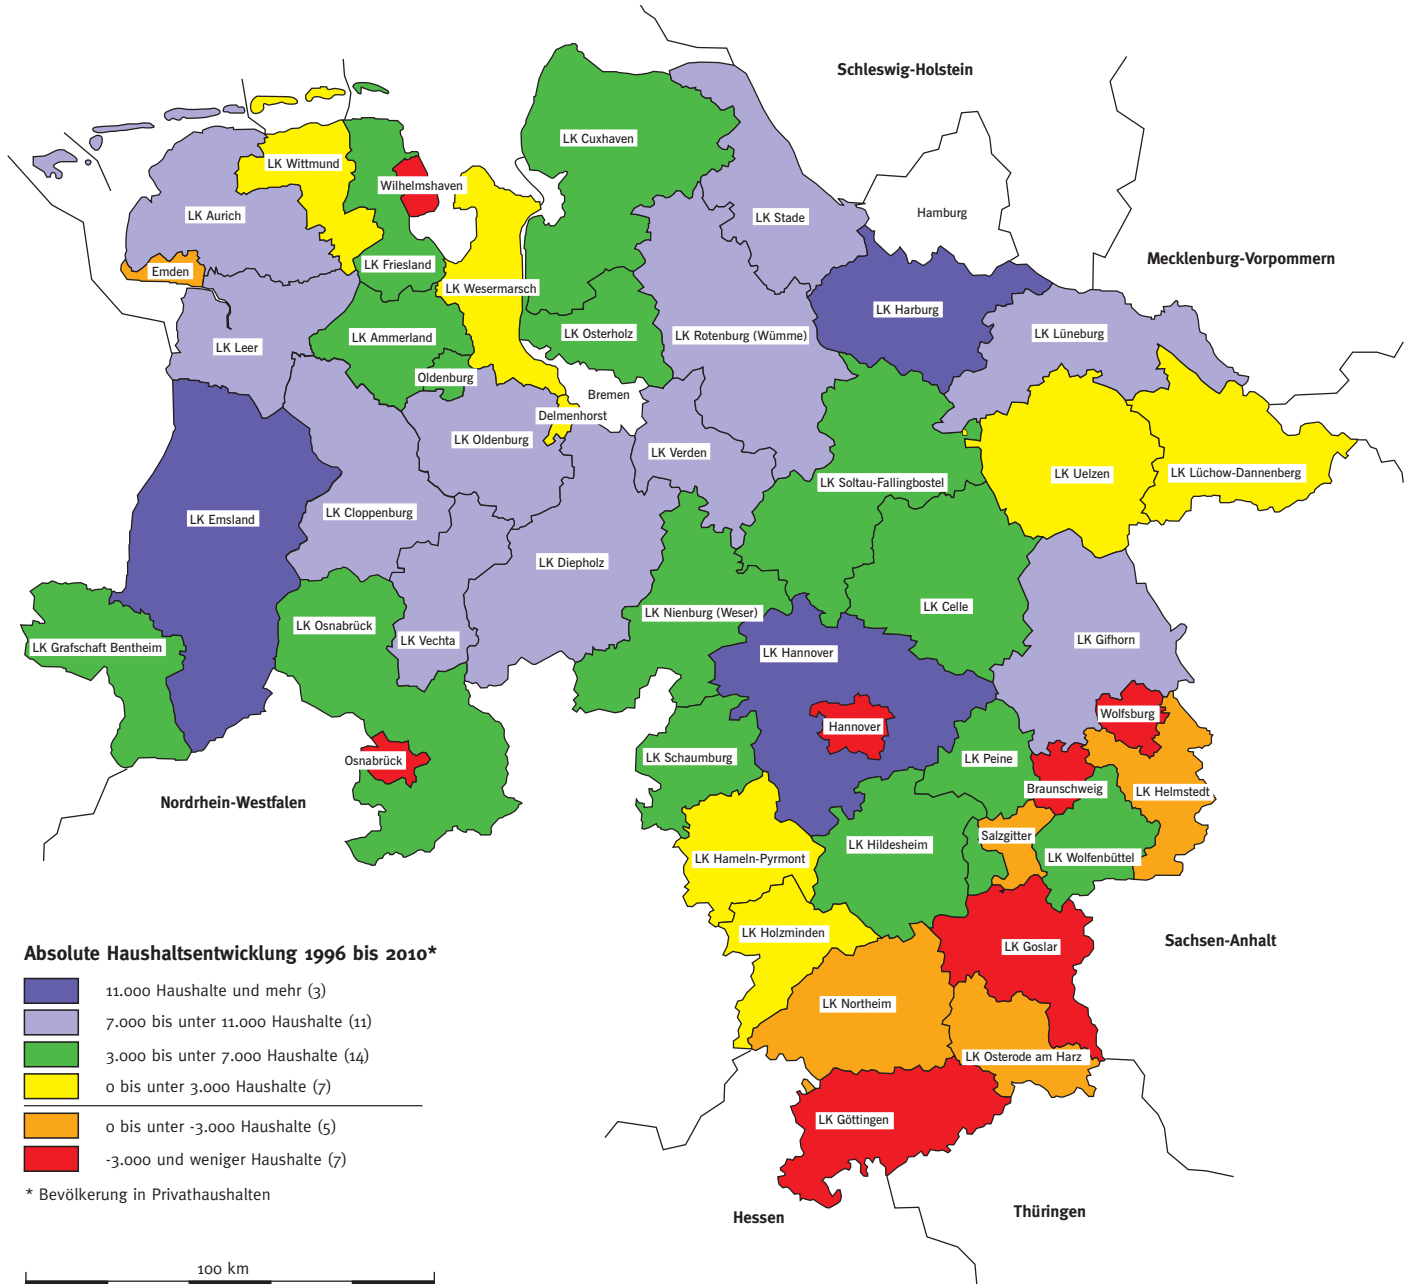 Schleswig-Holstein
LK Cuxhaven
LK Wittmund
Wilhelmshaven
LK Aurich
LK Stade
Hamburg
Mecklenburg-Vorpommern
Emden
LK Friesland
LK Wesermarsch
LK Harburg
LK Ammerland
LK Osterholz
LK Rotenburg (Wümme)
LK Lüneburg
LK Leer
Oldenburg
Bremen
Delmenhorst
LK Oldenburg
LK Verden
LK Uelzen
LK Lüchow-Dannenberg
LK Soltau-Fallingbostel
LK Emsland
LK Cloppenburg
LK Diepholz
LK Celle
LK Nienburg (Weser)
LK Osnabrück
LK Vechta
LK Gifhorn
LK Grafschaft Bentheim
LK Hannover
Wolfsburg
Hannover
Osnabrück
LK Schaumburg
LK Peine
Braunschweig
LK Helmstedt
Nordrhein-Westfalen
Salzgitter
LK Hildesheim
LK Hameln-Pyrmont
LK Wolfenbüttel
LK Holzminden
LK Goslar
Sachsen-Anhalt
LK Northeim
LK Osterode am Harz
LK Göttingen
Hessen
Thüringen
Absolute Haushaltsentwicklung 1996 bis 2010*
11.000 Haushalte und mehr (3)
7.000 bis unter 11.000 Haushalte (11)
3.000 bis unter 7.000 Haushalte (14)
0 bis unter 3.000 Haushalte (7)
0 bis unter -3.000 Haushalte (5)
-3.000 und weniger Haushalte (7)
* Bevölkerung in Privathaushalten
100 km